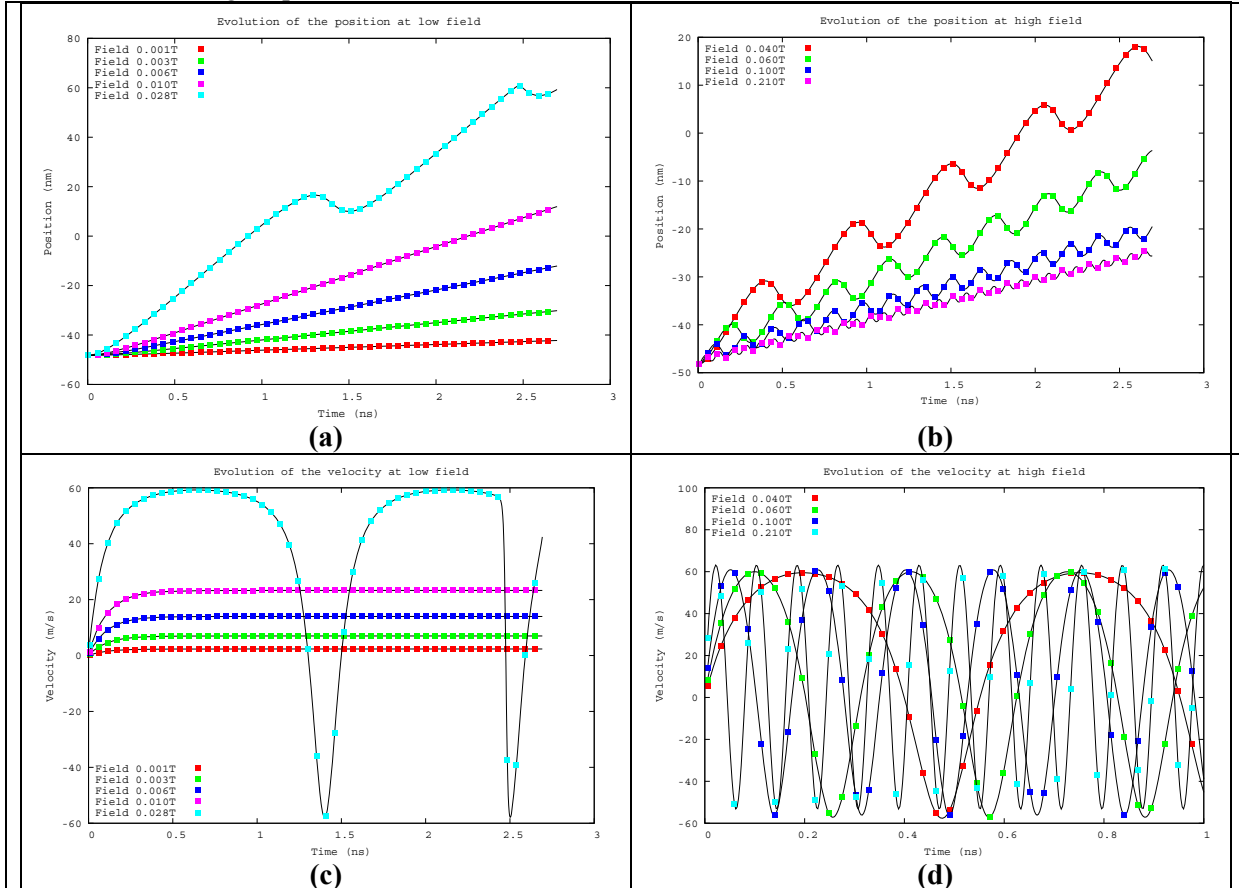 Evolution of the position at low field
80
60
40
20
0
-20
-40
-60
Position (nm)
Field 0.001T
Field 0.003T
Field 0.006T
Field 0.010T
Field 0.028T
0 0.5 1 1.5 2 2.5 3
Time (ns)
(a)
Evolution of the position at high field
20
10
0
-10
-20
-30
-40
-50
Position (nm)
Field 0.040T
Field 0.060T
Field 0.100T
Field 0.210T
0 0.5 1 1.5 2 2.5 3
Time (ns)
(b)
Evolution of the velocity at low field
60
40
20
0
-20
-40
-60
Velocity (m/s)
Field 0.001T
Field 0.003T
Field 0.006T
Field 0.010T
Field 0.028T
0 0.5 1 1.5 2 2.5 3
Time (ns)
(c)
Evolution of the velocity at high field
100
80
60
40
20
0
-20
-40
-60
Velocity (m/s)
Field 0.040T
Field 0.060T
Field 0.100T
Field 0.210T
0 0.2 0.4 0.6 0.8 1
Time (ns)
(d)